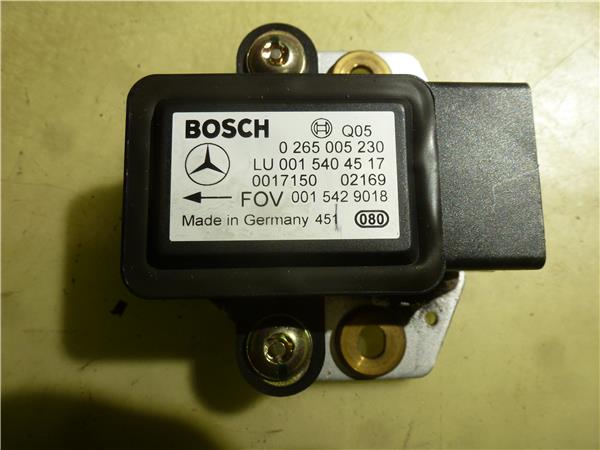 BOSCH Q05
0 265 005 230
LU 001 540 45 17
0017150 02169
FOV 001 542 9018
Made in Germany 451 080